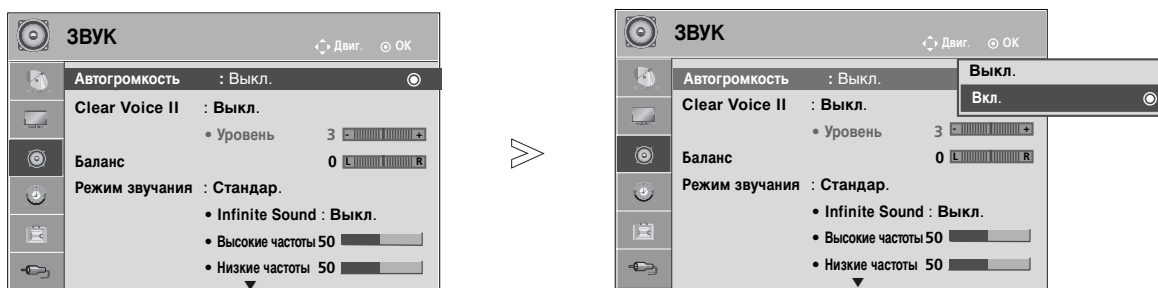 ЗВУК
Двиг. ОК
Автогромкость : Выкл.
Clear Voice II : Выкл.
• Уровень 3 - +
Баланс 0 L R
Режим звучания : Стандар.
• Infinite Sound : Выкл.
• Высокие частоты 50
• Низкие частоты 50
ЗВУК
Двиг. ОК
Автогромкость : Выкл.
Выкл.
Вкл.
Clear Voice II : Выкл.
• Уровень 3 - +
Баланс 0 L R
Режим звучания : Стандар.
• Infinite Sound : Выкл.
• Высокие частоты 50
• Низкие частоты 50